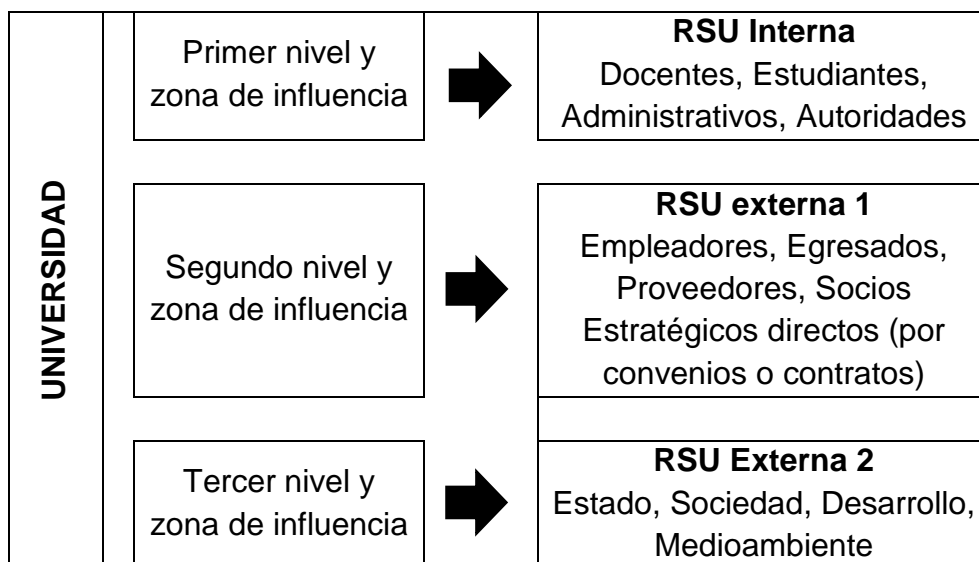 UNIVERSIDAD
Primer nivel y
zona de influencia
RSU Interna
Docentes, Estudiantes,
Administrativos, Autoridades
Segundo nivel y
zona de influencia
RSU externa 1
Empleadores, Egresados,
Proveedores, Socios
Estratégicos directos (por
convenios o contratos)
Tercer nivel y
zona de influencia
RSU Externa 2
Estado, Sociedad, Desarrollo,
Medioambiente